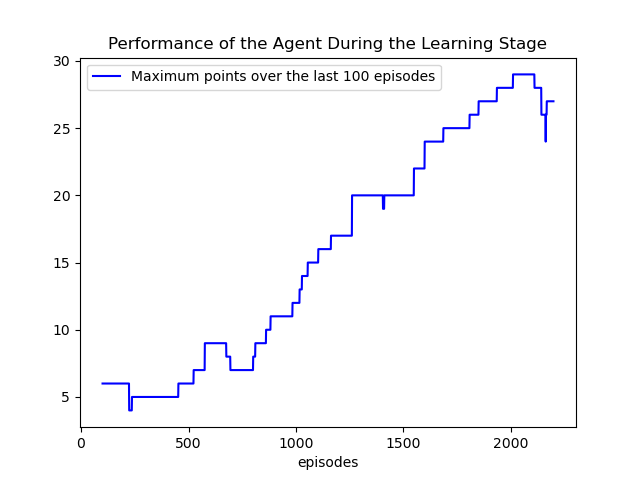 Performance of the Agent During the Learning Stage
Maximum points over the last 100 episodes
30
25
20
15
10
5
0 500 1000 1500 2000
episodes